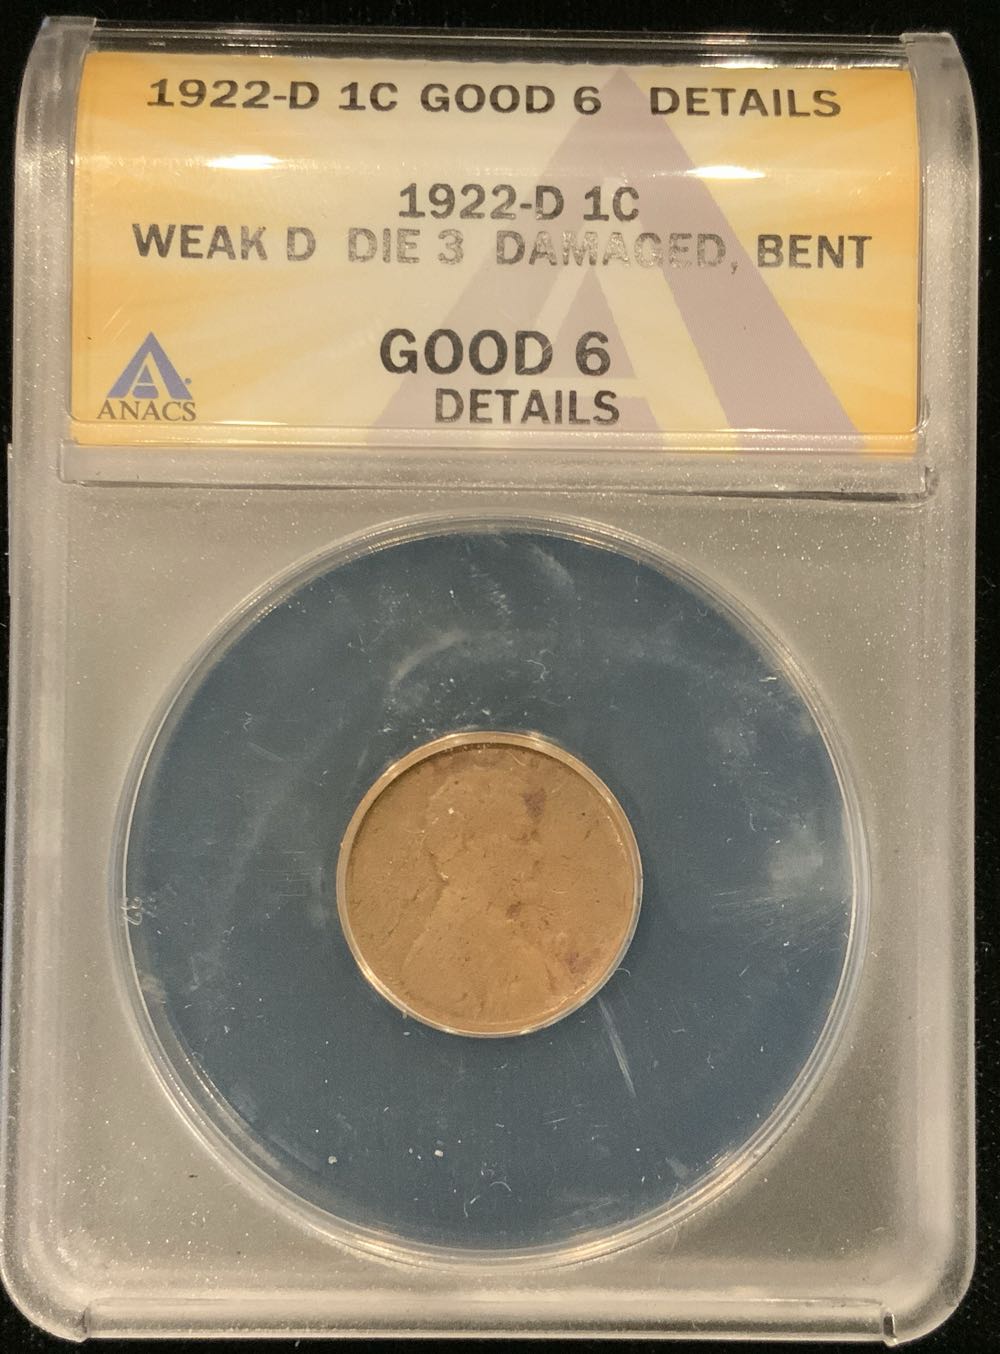 1922-D 1C GOOD 6 DETAILS
1922-D 1C
WEAK D DIE 3 DAMAGED, BENT
GOOD 6
DETAILS
ANACS